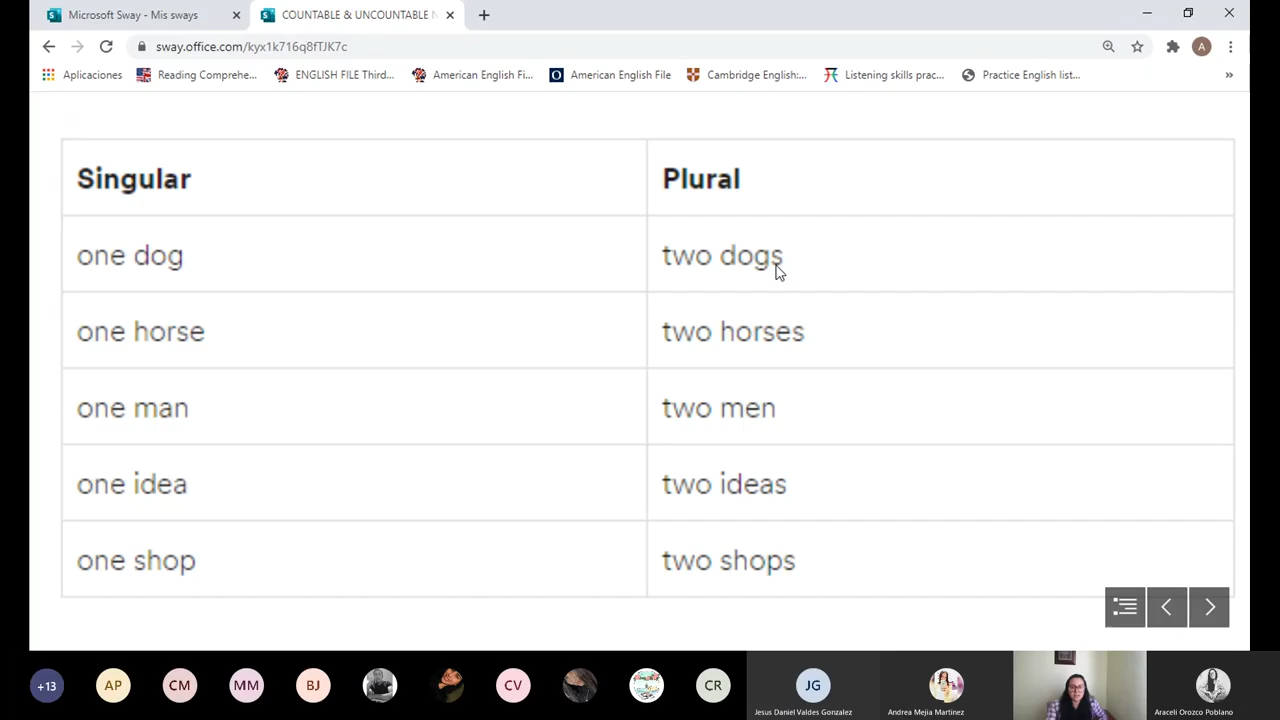 Microsoft Sway - Mis sways
COUNTABLE & UNCOUNTABLE N
sway.office.com/kyx1k716q8fTJK7c
A
Aplicaciones
Reading Comprehe...
ENGLISH FILE Third...
American English Fi...
American English File
Cambridge English:...
Listening skills prac...
Practice English list...
Singular
Plural
one dog
two dogs
one horse
two horses
one man
two men
one idea
two ideas
one shop
two shops
+13
AP
CM
MM
BJ
CV
CR
JG
Jesus Daniel Valdes Gonzalez
Andrea Mejia Martinez
Araceli Orozco Poblano